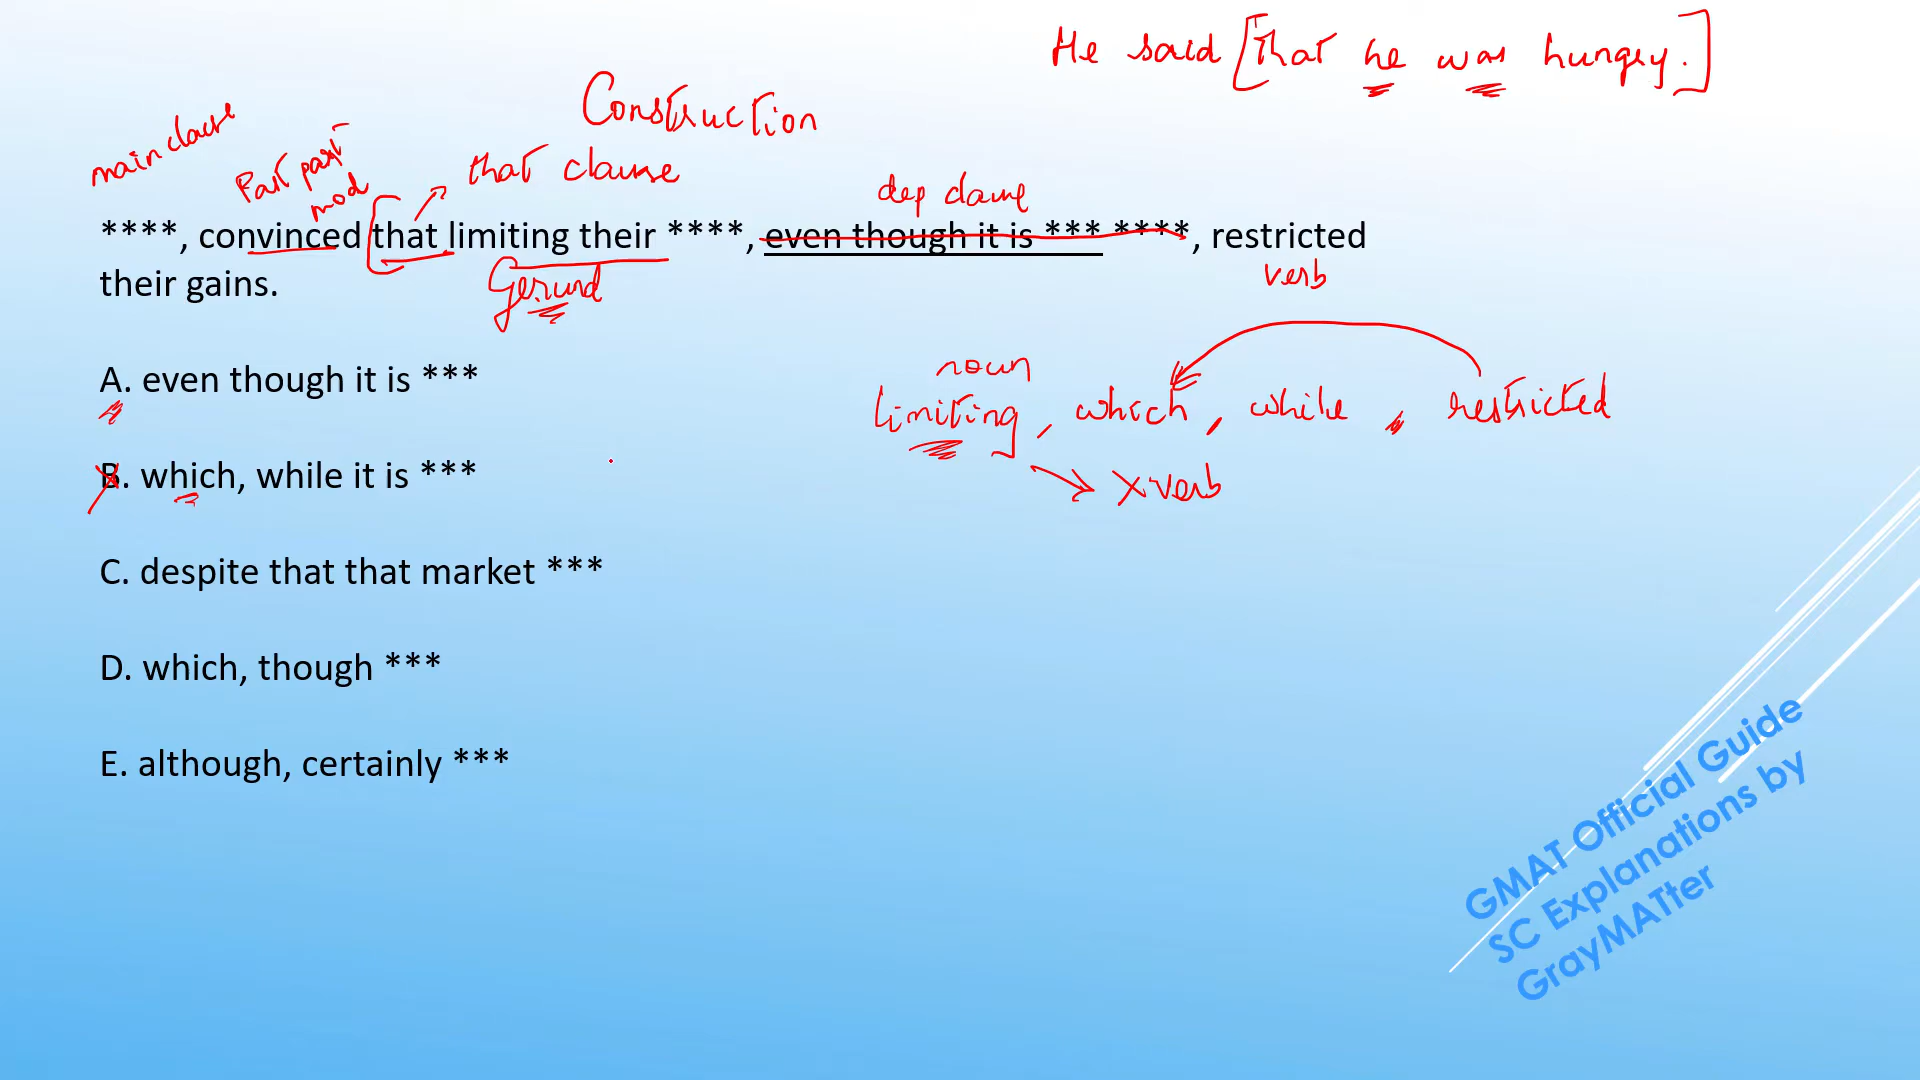 He said [that he was hungry.]
Construction
main clause
Past part
mod
that clause
dep clause
****, convinced that limiting their ****, even though it is *** ****, restricted
their gains.
Gerund
verb
A. even though it is ***
noun
limiting, which, while, restricted
B. which, while it is ***
X verb
C. despite that that market ***
D. which, though ***
E. although, certainly ***
GMAT Official Guide
SC Explanations by
GrayMATter